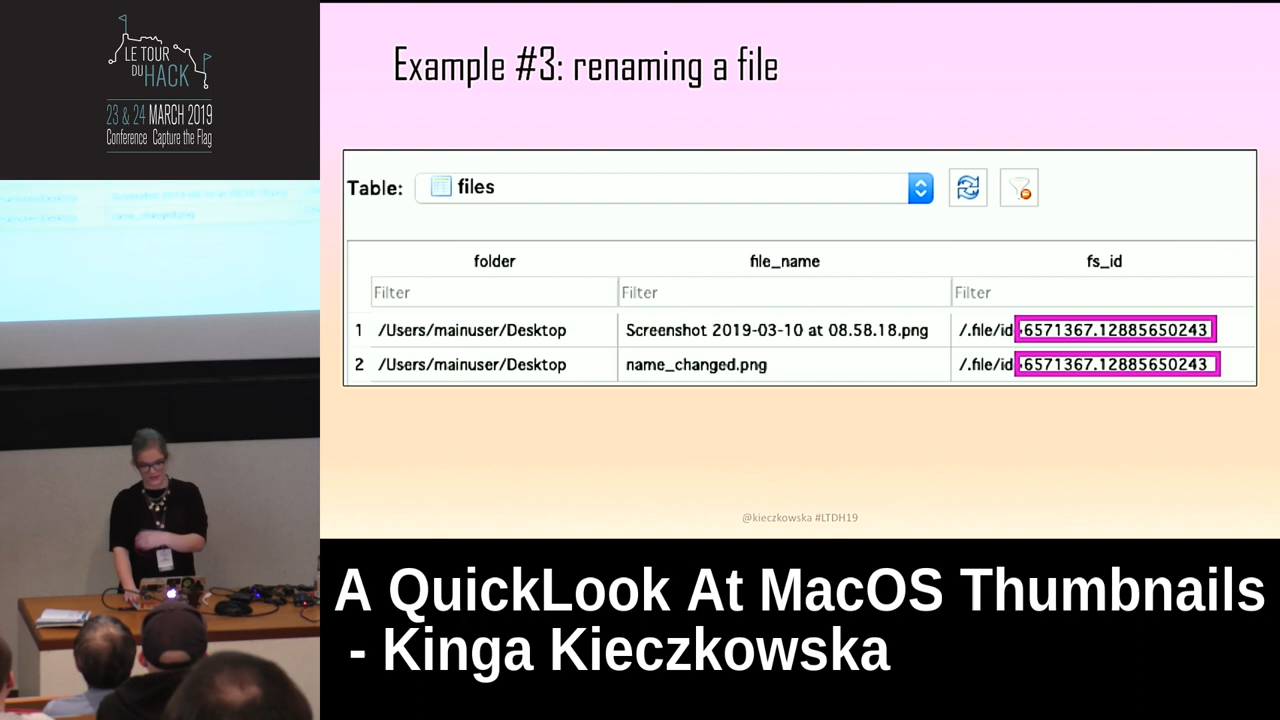 LE TOUR
DU HACK
23 & 24 MARCH 2019
Conference Capture the Flag
Example #3: renaming a file
Table: files
folder file_name fs_id
Filter Filter Filter
1 /Users/mainuser/Desktop Screenshot 2019-03-10 at 08.58.18.png /.file/id 6571367.12885650243
2 /Users/mainuser/Desktop name_changed.png /.file/id 6571367.12885650243
@kieczkowska #LTDH19
A QuickLook At MacOS Thumbnails
- Kinga Kieczkowska